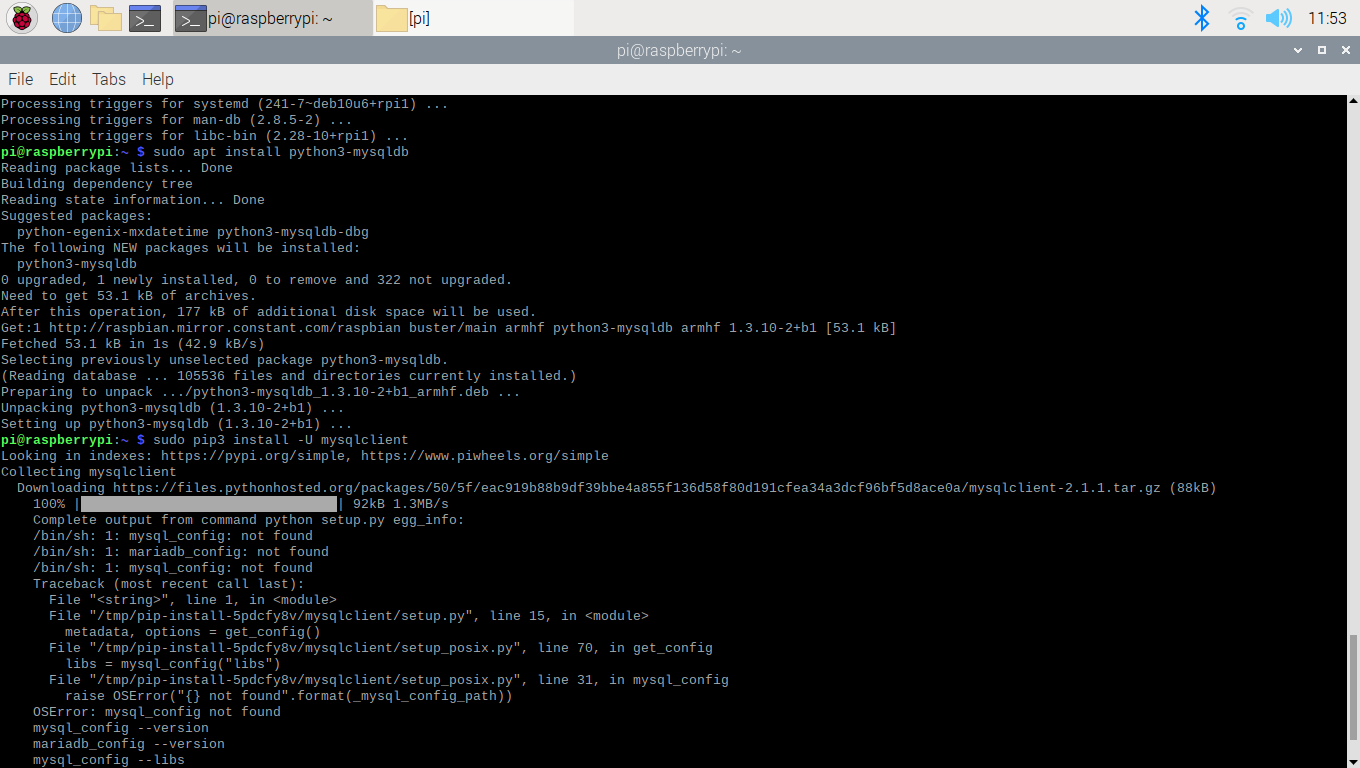 pi@raspberrypi: ~
[pi]
11:53
pi@raspberrypi: ~
File Edit Tabs Help
Processing triggers for systemd (241-7~deb10u6+rpi1) ...
Processing triggers for man-db (2.8.5-2) ...
Processing triggers for libc-bin (2.28-10+rpi1) ...
pi@raspberrypi:~ $ sudo apt install python3-mysqldb
Reading package lists... Done
Building dependency tree
Reading state information... Done
Suggested packages:
  python-egenix-mxdatetime python3-mysqldb-dbg
The following NEW packages will be installed:
  python3-mysqldb
0 upgraded, 1 newly installed, 0 to remove and 322 not upgraded.
Need to get 53.1 kB of archives.
After this operation, 177 kB of additional disk space will be used.
Get:1 http://raspbian.mirror.constant.com/raspbian buster/main armhf python3-mysqldb armhf 1.3.10-2+b1 [53.1 kB]
Fetched 53.1 kB in 1s (42.9 kB/s)
Selecting previously unselected package python3-mysqldb.
(Reading database ... 105536 files and directories currently installed.)
Preparing to unpack .../python3-mysqldb_1.3.10-2+b1_armhf.deb ...
Unpacking python3-mysqldb (1.3.10-2+b1) ...
Setting up python3-mysqldb (1.3.10-2+b1) ...
pi@raspberrypi:~ $ sudo pip3 install -U mysqlclient
Looking in indexes: https://pypi.org/simple, https://www.piwheels.org/simple
Collecting mysqlclient
  Downloading https://files.pythonhosted.org/packages/50/5f/eac919b88b9df39bbe4a855f136d58f80d191cfea34a3dcf96bf5d8ace0a/mysqlclient-2.1.1.tar.gz (88kB)
    100% |████████████████████████████████| 92kB 1.3MB/s
    Complete output from command python setup.py egg_info:
    /bin/sh: 1: mysql_config: not found
    /bin/sh: 1: mariadb_config: not found
    /bin/sh: 1: mysql_config: not found
    Traceback (most recent call last):
      File "<string>", line 1, in <module>
      File "/tmp/pip-install-5pdcfy8v/mysqlclient/setup.py", line 15, in <module>
        metadata, options = get_config()
      File "/tmp/pip-install-5pdcfy8v/mysqlclient/setup_posix.py", line 70, in get_config
        libs = mysql_config("libs")
      File "/tmp/pip-install-5pdcfy8v/mysqlclient/setup_posix.py", line 31, in mysql_config
        raise OSError("{} not found".format(_mysql_config_path))
    OSError: mysql_config not found
    mysql_config --version
    mariadb_config --version
    mysql_config --libs